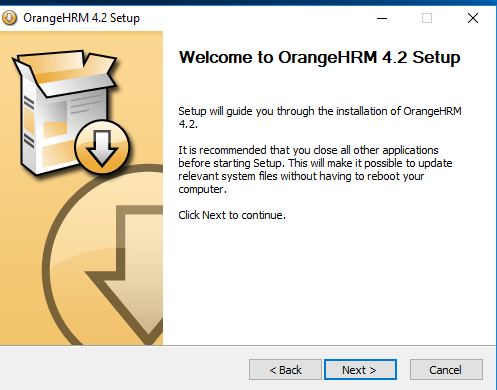 OrangeHRM 4.2 Setup
Welcome to OrangeHRM 4.2 Setup
Setup will guide you through the installation of OrangeHRM
4.2.
It is recommended that you close all other applications
before starting Setup. This will make it possible to update
relevant system files without having to reboot your
computer.
Click Next to continue.
< Back Next > Cancel